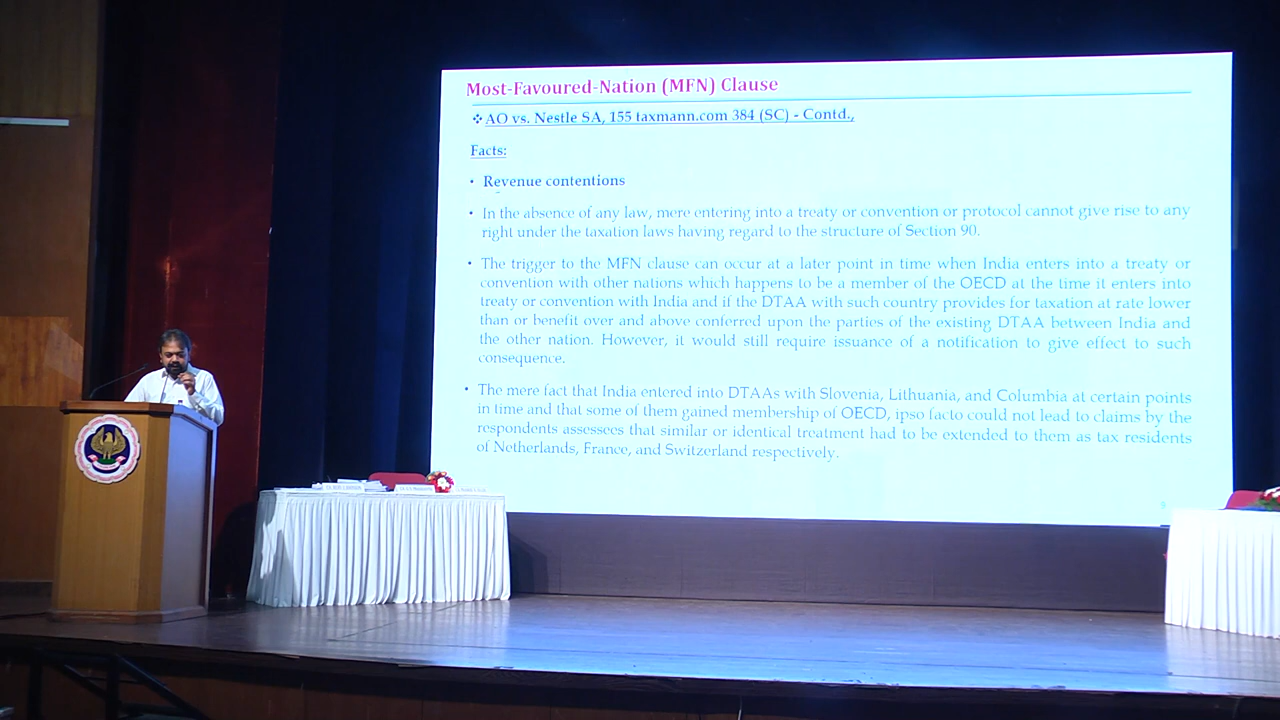 Most-Favoured-Nation (MFN) Clause
❖ AO vs. Nestle SA, 155 taxmann.com 384 (SC) - Contd.,
Facts:
• Revenue contentions
• In the absence of any law, mere entering into a treaty or convention or protocol cannot give rise to any
right under the taxation laws having regard to the structure of Section 90.
• The trigger to the MFN clause can occur at a later point in time when India enters into a treaty or
convention with other nations which happens to be a member of the OECD at the time it enters into
treaty or convention with India and if the DTAA with such country provides for taxation at rate lower
than or benefit over and above conferred upon the parties of the existing DTAA between India and
the other nation. However, it would still require issuance of a notification to give effect to such
consequence.
• The mere fact that India entered into DTAAs with Slovenia, Lithuania, and Columbia at certain points
in time and that some of them gained membership of OECD, ipso facto could not lead to claims by the
respondents assessees that similar or identical treatment had to be extended to them as tax residents
of Netherlands, France, and Switzerland respectively.